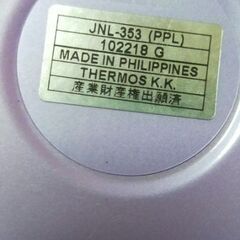 JNL-353 (PPL)
102218 G
MADE IN PHILIPPINES
THERMOS K.K.
産業財産権出願済